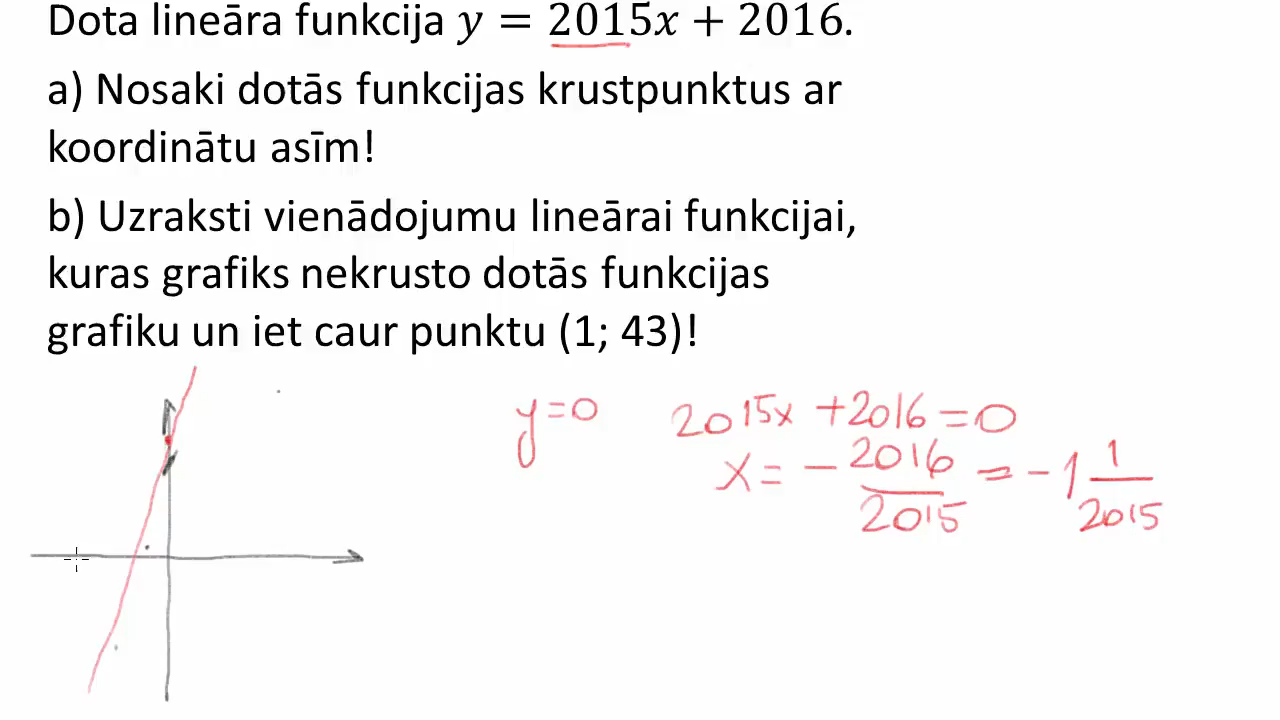 Dota lineāra funkcija y = 2015x + 2016.
a) Nosaki dotās funkcijas krustpunktus ar
koordinātu asīm!
b) Uzraksti vienādojumu lineārai funkcijai,
kuras grafiks nekrusto dotās funkcijas
grafiku un iet caur punktu (1; 43)!
y=0 2015x +2016=0
x = - 2016/2015 = -1 1/2015